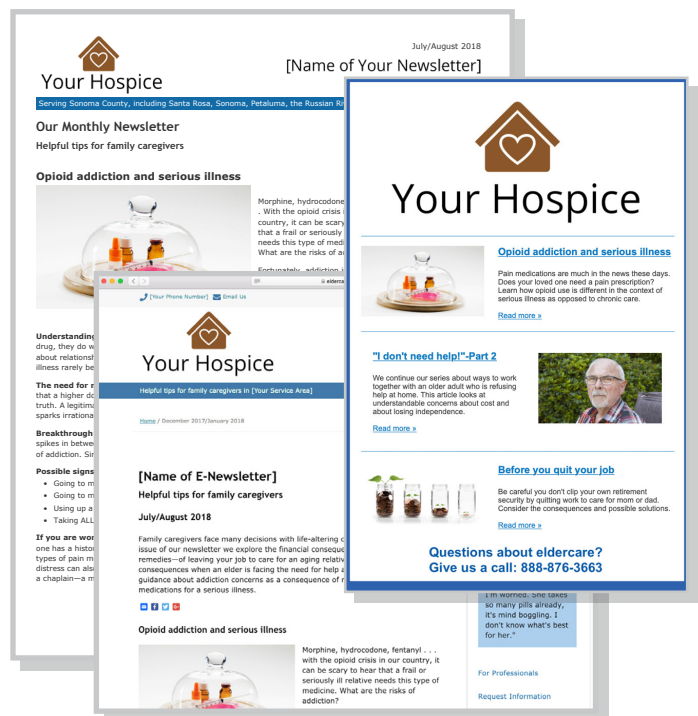 July/August 2018
[Name of Your Newsletter]
Your Hospice
Serving Sonoma County, including Santa Rosa, Sonoma, Petaluma, the Russian
Our Monthly Newsletter
Helpful tips for family caregivers
Opioid addiction and serious illness
Morphine, hydrocodone
. With the opioid crisis
country, it can be scary
that a frail or seriously
needs this type of
What are the risks of
Fortunately, addiction
Understanding
drug, they do
about
illness rarely
The need for
that a higher
truth. A
sparks
Breakthrough
spikes in
of addiction.
Possible signs
• Going to
• Going to
• Using up a
• Taking ALL
If you are
one has a
types of pain
distress can
a
[Your Phone Number] Email Us
Your Hospice
Helpful tips for family caregivers in [Your Service Area]
Home / December 2017/January 2018
[Name of E-Newsletter]
Helpful tips for family caregivers
July/August 2018
Family caregivers face many decisions with life-altering
issue of our newsletter we explore the financial
remedies—of leaving your job to care for an aging
consequences when an elder is facing the need for help
guidance about addiction concerns as a consequence of
medications for a serious illness.
Opioid addiction and serious illness
Morphine, hydrocodone, fentanyl . . .
with the opioid crisis in our country, it
can be scary to hear that a frail or
seriously ill relative needs this type of
medicine. What are the risks of
addiction?
I'm worried. She takes
so many pills already,
it's mind boggling. I
don't know what's best
for her."
For Professionals
Request Information
Your Hospice
Opioid addiction and serious illness
Pain medications are much in the news these days.
Does your loved one need a pain prescription?
Learn how opioid use is different in the context of
serious illness as opposed to chronic care.
Read more »
"I don't need help!"-Part 2
We continue our series about ways to work
together with an older adult who is refusing
help at home. This article looks at
understandable concerns about cost and
about losing independence.
Read more »
Before you quit your job
Be careful you don't clip your own retirement
security by quitting work to care for mom or dad.
Consider the consequences and possible solutions.
Read more »
Questions about eldercare?
Give us a call: 888-876-3663